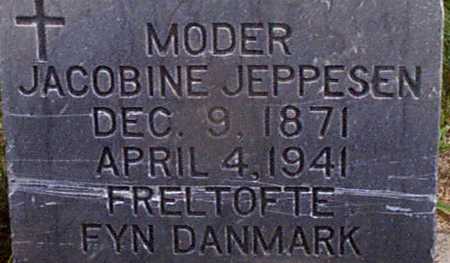 MODER
JACOBINE JEPPESEN
DEC. 9, 1871
APRIL 4, 1941
FRELTOFTE
FYN DANMARK